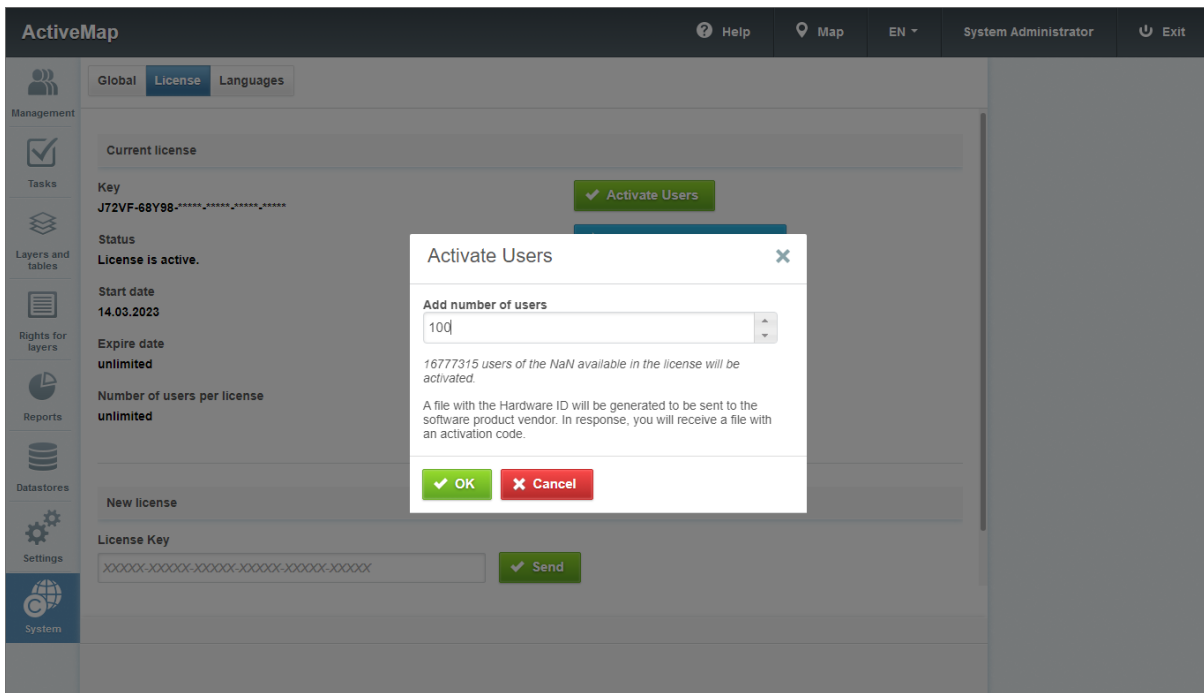 ActiveMap
Help
Map
EN
System Administrator
Exit
Management
Tasks
Layers and
tables
Rights for
layers
Reports
Datastores
Settings
System
Global
License
Languages
Current license
Key
J72VF-68Y98-*****-*****-*****-*****
Status
License is active.
Start date
14.03.2023
Expire date
unlimited
Number of users per license
unlimited
Activate Users
Activate Users
Add number of users
100
16777315 users of the NaN available in the license will be
activated.
A file with the Hardware ID will be generated to be sent to the
software product vendor. In response, you will receive a file with
an activation code.
OK
Cancel
New license
License Key
XXXXX-XXXXX-XXXXX-XXXXX-XXXXX-XXXXX
Send